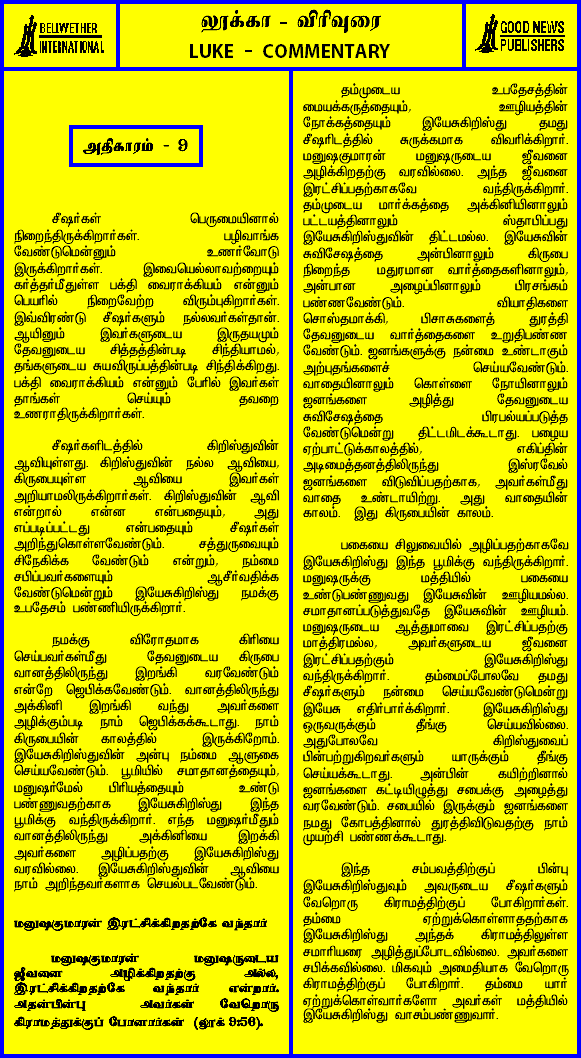 BELWETHER
INTERNATIONAL
லூக்கா - விரிவுரை
LUKE - COMMENTARY
GOOD NEWS
PUBLISHERS
அதிகாரம் - 9
சீஷர்கள் பெருமையினால்
நிறைந்திருக்கிறார்கள். பழிவாங்க
வேண்டுமென்னும் உணர்வோடு
இருக்கிறார்கள். இவையெல்லாவற்றையும்
கர்த்தர்மீதுள்ள பக்தி வைராக்கியம் என்னும்
பெயரில் நிறைவேற்ற விரும்புகிறார்கள்.
இவ்விரண்டு சீஷர்களும் நல்லவர்கள்தான்.
ஆயினும் இவர்களுடைய இருதயமும்
தேவனுடைய சித்தத்தின்படி சிந்தியாமல்,
தங்களுடைய சுயவிருப்பத்தின்படி சிந்திக்கிறது.
பக்தி வைராக்கியம் என்னும் பேரில் இவர்கள்
தாங்கள் செய்யும் தவறை
உணராதிருக்கிறார்கள்.
சீஷர்களிடத்தில் கிறிஸ்துவின்
ஆவியுள்ளது. கிறிஸ்துவின் நல்ல ஆவியை,
கிருபையுள்ள ஆவியை இவர்கள்
அறியாமலிருக்கிறார்கள். கிறிஸ்துவின் ஆவி
என்றால் என்ன என்பதையும், அது
எப்படிப்பட்டது என்பதையும் சீஷர்கள்
அறிந்துகொள்ளவேண்டும். சத்துருவையும்
சிநேகிக்க வேண்டும் என்றும், நம்மை
சபிப்பவர்களையும் ஆசீர்வதிக்க
வேண்டுமென்றும் இயேசுகிறிஸ்து நமக்கு
உபதேசம் பண்ணியிருக்கிறார்.
நமக்கு விரோதமாக கிரியை
செய்பவர்கள்மீது தேவனுடைய கிருபை
வானத்திலிருந்து இறங்கி வரவேண்டும்
என்றே ஜெபிக்கவேண்டும். வானத்திலிருந்து
அக்கினி இறங்கி வந்து அவர்களை
அழிக்கும்படி நாம் ஜெபிக்கக்கூடாது. நாம்
கிருபையின் காலத்தில் இருக்கிறோம்.
இயேசுகிறிஸ்துவின் அன்பு நம்மை ஆளுகை
செய்யவேண்டும். பூமியில் சமாதானத்தையும்,
மனுஷர்மேல் பிரியத்தையும் உண்டு
பண்ணுவதற்காக இயேசுகிறிஸ்து இந்த
பூமிக்கு வந்திருக்கிறார். எந்த மனுஷர்மீதும்
வானத்திலிருந்து அக்கினியை இறக்கி
அவர்களை அழிப்பதற்கு இயேசுகிறிஸ்து
வரவில்லை. இயேசுகிறிஸ்துவின் ஆவியை
நாம் அறிந்தவர்களாக செயல்படவேண்டும்.
மனுஷகுமாரன் இரட்சிக்கிறதற்கே வந்தார்
மனுஷகுமாரன் மனுஷருடைய
ஜீவனை அழிக்கிறதற்கு அல்ல,
இரட்சிக்கிறதற்கே வந்தார் என்றார்.
அதன்பின்பு அவர்கள் வேறொரு
கிராமத்துக்குப் போனார்கள் (லூக் 9:56).
தம்முடைய உபதேசத்தின்
மையக்கருத்தையும், ஊழியத்தின்
நோக்கத்தையும் இயேசுகிறிஸ்து தமது
சீஷரிடத்தில் சுருக்கமாக விவரிக்கிறார்.
மனுஷகுமாரன் மனுஷருடைய ஜீவனை
அழிக்கிறதற்கு வரவில்லை. அந்த ஜீவனை
இரட்சிப்பதற்காகவே வந்திருக்கிறார்.
தம்முடைய மார்க்கத்தை அக்கினியினாலும்
பட்டயத்தினாலும் ஸ்தாபிப்பது
இயேசுகிறிஸ்துவின் திட்டமல்ல. இயேசுவின்
சுவிசேஷத்தை அன்பினாலும் கிருபை
நிறைந்த மதுரமான வார்த்தைகளினாலும்,
அன்பான அழைப்பினாலும் பிரசங்கம்
பண்ணவேண்டும். வியாதிகளை
சொஸ்தமாக்கி, பிசாசுகளைத் துரத்தி
தேவனுடைய வார்த்தைகளை உறுதிபண்ண
வேண்டும். ஜனங்களுக்கு நன்மை உண்டாகும்
அற்புதங்களைச் செய்யவேண்டும்.
வாதையினாலும் கொள்ளை நோயினாலும்
ஜனங்களை அழித்து தேவனுடைய
சுவிசேஷத்தை பிரபல்யப்படுத்த
வேண்டுமென்று திட்டமிடக்கூடாது. பழைய
ஏற்பாட்டுக்காலத்தில், எகிப்தின்
அடிமைத்தனத்திலிருந்து இஸ்ரவேல்
ஜனங்களை விடுவிப்பதற்காக, அவர்கள்மீது
வாதை உண்டாயிற்று. அது வாதையின்
காலம். இது கிருபையின் காலம்.
பகையை சிலுவையில் அழிப்பதற்காகவே
இயேசுகிறிஸ்து இந்த பூமிக்கு வந்திருக்கிறார்.
மனுஷருக்கு மத்தியில் பகையை
உண்டுபண்ணுவது இயேசுவின் ஊழியமல்ல.
சமாதானப்படுத்துவதே இயேசுவின் ஊழியம்.
மனுஷருடைய ஆத்துமாவை இரட்சிப்பதற்கு
மாத்திரமல்ல, அவர்களுடைய ஜீவனை
இரட்சிப்பதற்கும் இயேசுகிறிஸ்து
வந்திருக்கிறார். தம்மைப்போலவே தமது
சீஷர்களும் நன்மை செய்யவேண்டுமென்று
இயேசு எதிர்பார்க்கிறார். இயேசுகிறிஸ்து
ஒருவருக்கும் தீங்கு செய்யவில்லை.
அதுபோலவே கிறிஸ்துவைப்
பின்பற்றுகிறவர்களும் யாருக்கும் தீங்கு
செய்யக்கூடாது. அன்பின் கயிற்றினால்
ஜனங்களை கட்டியிழுத்து சபைக்கு அழைத்து
வரவேண்டும். சபையில் இருக்கும் ஜனங்களை
நமது கோபத்தினால் துரத்திவிடுவதற்கு நாம்
முயற்சி பண்ணக்கூடாது.
இந்த சம்பவத்திற்குப் பின்பு
இயேசுகிறிஸ்துவும் அவருடைய சீஷர்களும்
வேறொரு கிராமத்திற்குப் போகிறார்கள்.
தம்மை ஏற்றுக்கொள்ளாததற்காக
இயேசுகிறிஸ்து அந்தக் கிராமத்திலுள்ள
சமாரியரை அழித்துப்போடவில்லை. அவர்களை
சபிக்கவில்லை. மிகவும் அமைதியாக வேறொரு
கிராமத்திற்குப் போகிறார். தம்மை யார்
ஏற்றுக்கொள்வார்களோ அவர்கள் மத்தியில்
இயேசுகிறிஸ்து வாசம்பண்ணுவார்.